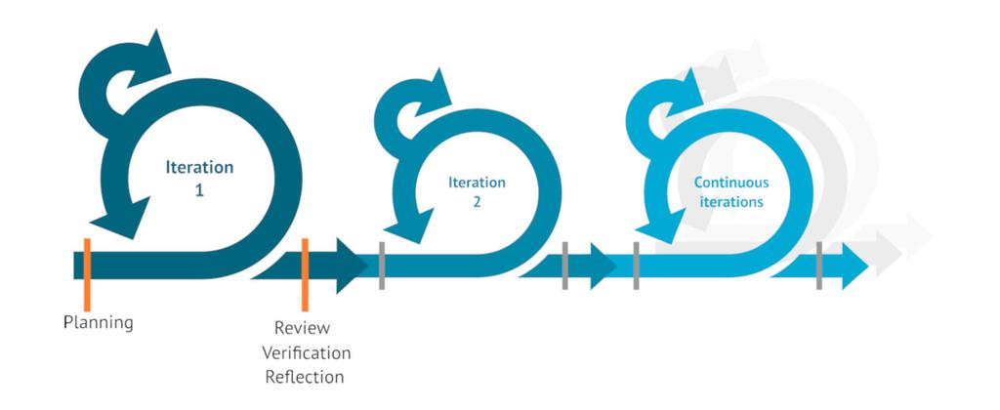 Iteration
1
Iteration
2
Continuous
iterations
Planning
Review
Verification
Reflection